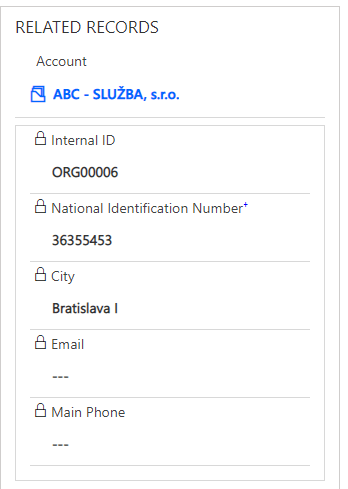 RELATED RECORDS
Account
ABC - SLUŽBA, s.r.o.
Internal ID
ORG00006
National Identification Number+
36355453
City
Bratislava I
Email
---
Main Phone
---